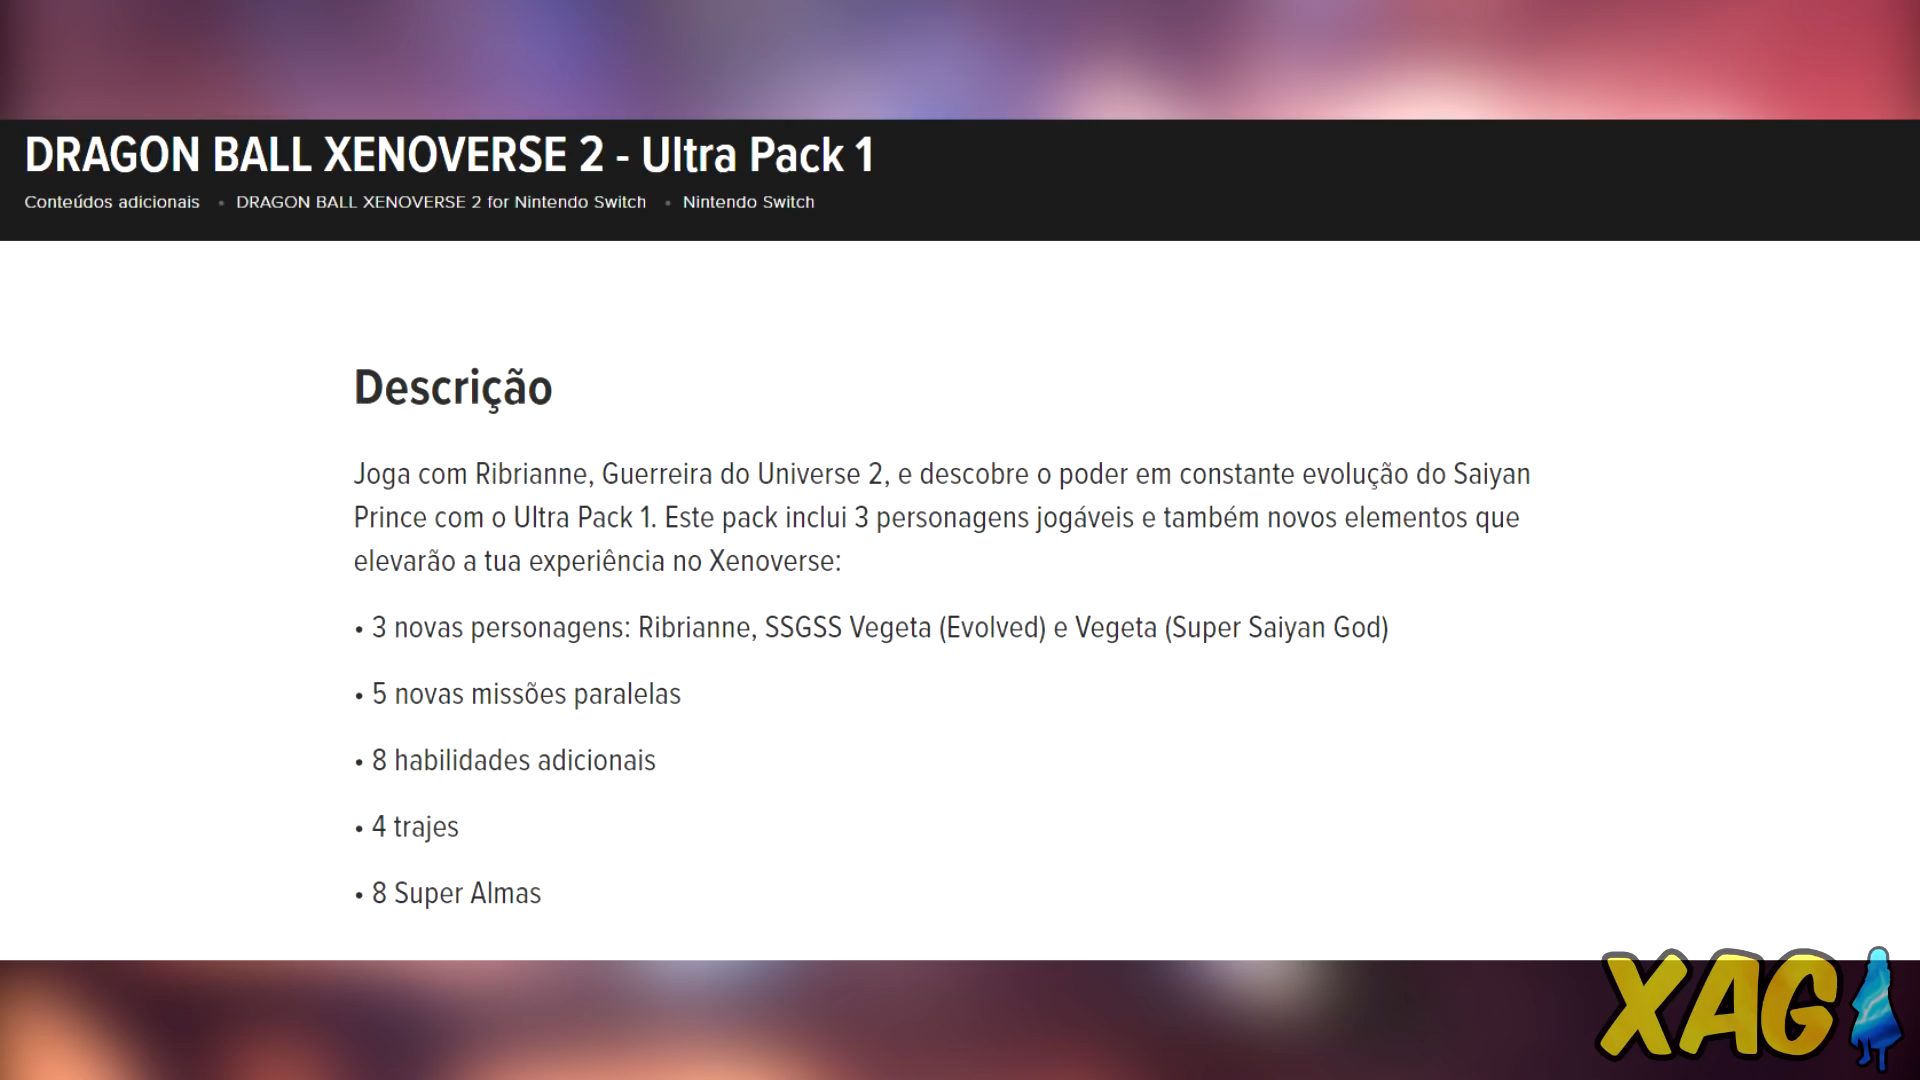 DRAGON BALL XENOVERSE 2 - Ultra Pack 1
Conteúdos adicionais • DRAGON BALL XENOVERSE 2 for Nintendo Switch • Nintendo Switch
Descrição
Joga com Ribrianne, Guerreira do Universe 2, e descobre o poder em constante evolução do Saiyan
Prince com o Ultra Pack 1. Este pack inclui 3 personagens jogáveis e também novos elementos que
elevarão a tua experiência no Xenoverse:
• 3 novas personagens: Ribrianne, SSGSS Vegeta (Evolved) e Vegeta (Super Saiyan God)
• 5 novas missões paralelas
• 8 habilidades adicionais
• 4 trajes
• 8 Super Almas
XAG